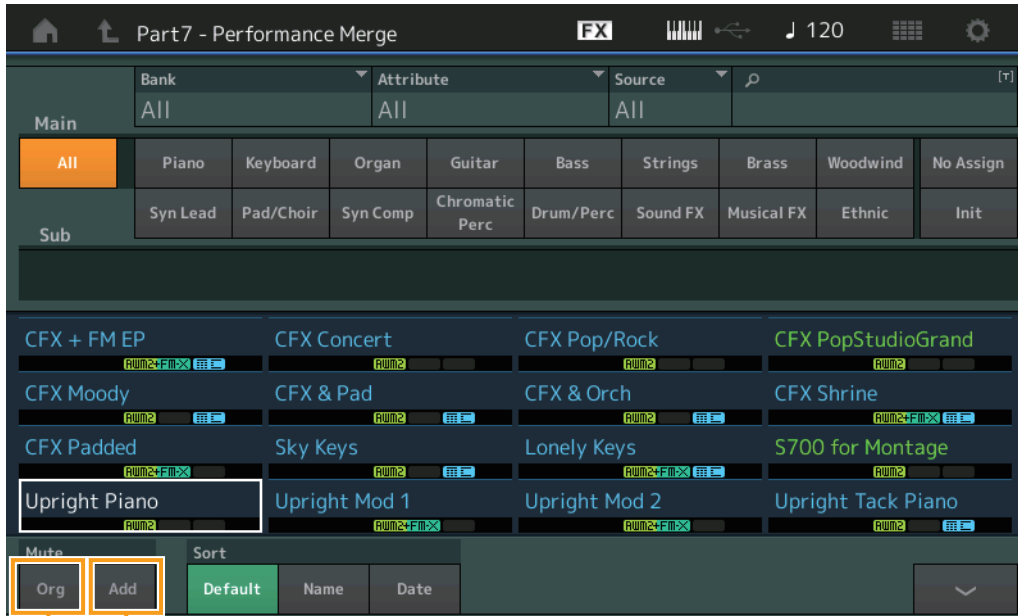 Part7 - Performance Merge FX 120
Bank Attribute Source [T]
Main All All All
All Piano Keyboard Organ Guitar Bass Strings Brass Woodwind No Assign
Sub Syn Lead Pad/Choir Syn Comp Chromatic Perc Drum/Perc Sound FX Musical FX Ethnic Init
CFX + FM EP CFX Concert CFX Pop/Rock CFX PopStudioGrand
AWM2+FM-X AWM2 AWM2 AWM2
CFX Moody CFX & Pad CFX & Orch CFX Shrine
AWM2 AWM2 AWM2 AWM2+FM-X
CFX Padded Sky Keys Lonely Keys S700 for Montage
AWM2+FM-X AWM2 AWM2+FM-X AWM2
Upright Piano Upright Mod 1 Upright Mod 2 Upright Tack Piano
AWM2 AWM2+FM-X AWM2+FM-X AWM2
Mute Sort
Org Add Default Name Date